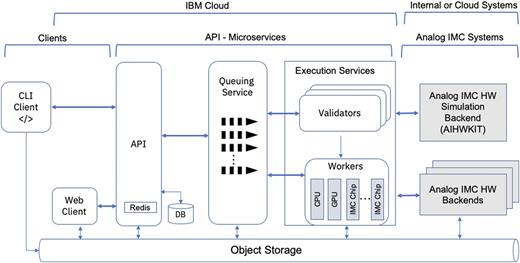 IBM Cloud
Internal or Cloud Systems
Clients
API - Microservices
Analog IMC Systems
CLI
Client
</>
Web
Client
API
Redis
DB
Queuing
Service
Execution Services
Validators
Workers
CPU
GPU
IMC Chip
IMC Chip
Analog IMC HW
Simulation
Backend
(AIHWKIT)
Analog IMC HW
Backends
Object Storage